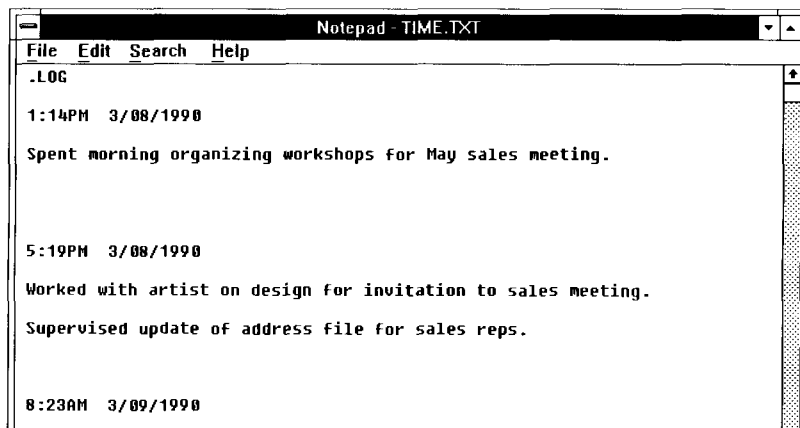 Notepad - TIME.TXT
File Edit Search Help
.LOG
1:14PM 3/08/1990
Spent morning organizing workshops for May sales meeting.
5:19PM 3/08/1990
Worked with artist on design for invitation to sales meeting.
Supervised update of address file for sales reps.
8:23AM 3/09/1990